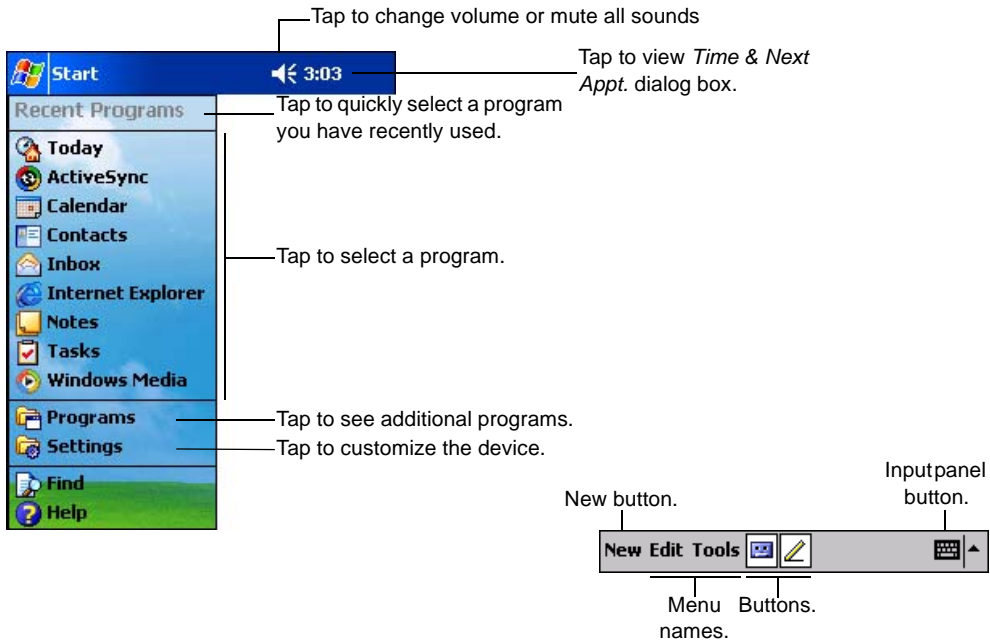 Tap to change volume or mute all sounds
Start
3:03
Tap to view Time & Next
Appt. dialog box.
Recent Programs
Tap to quickly select a program
you have recently used.
Today
ActiveSync
Calendar
Contacts
Inbox
Internet Explorer
Notes
Tasks
Windows Media
Tap to select a program.
Programs
Tap to see additional programs.
Settings
Tap to customize the device.
Find
Help
New button.
Input panel
button.
New Edit Tools
Menu
names.
Buttons.